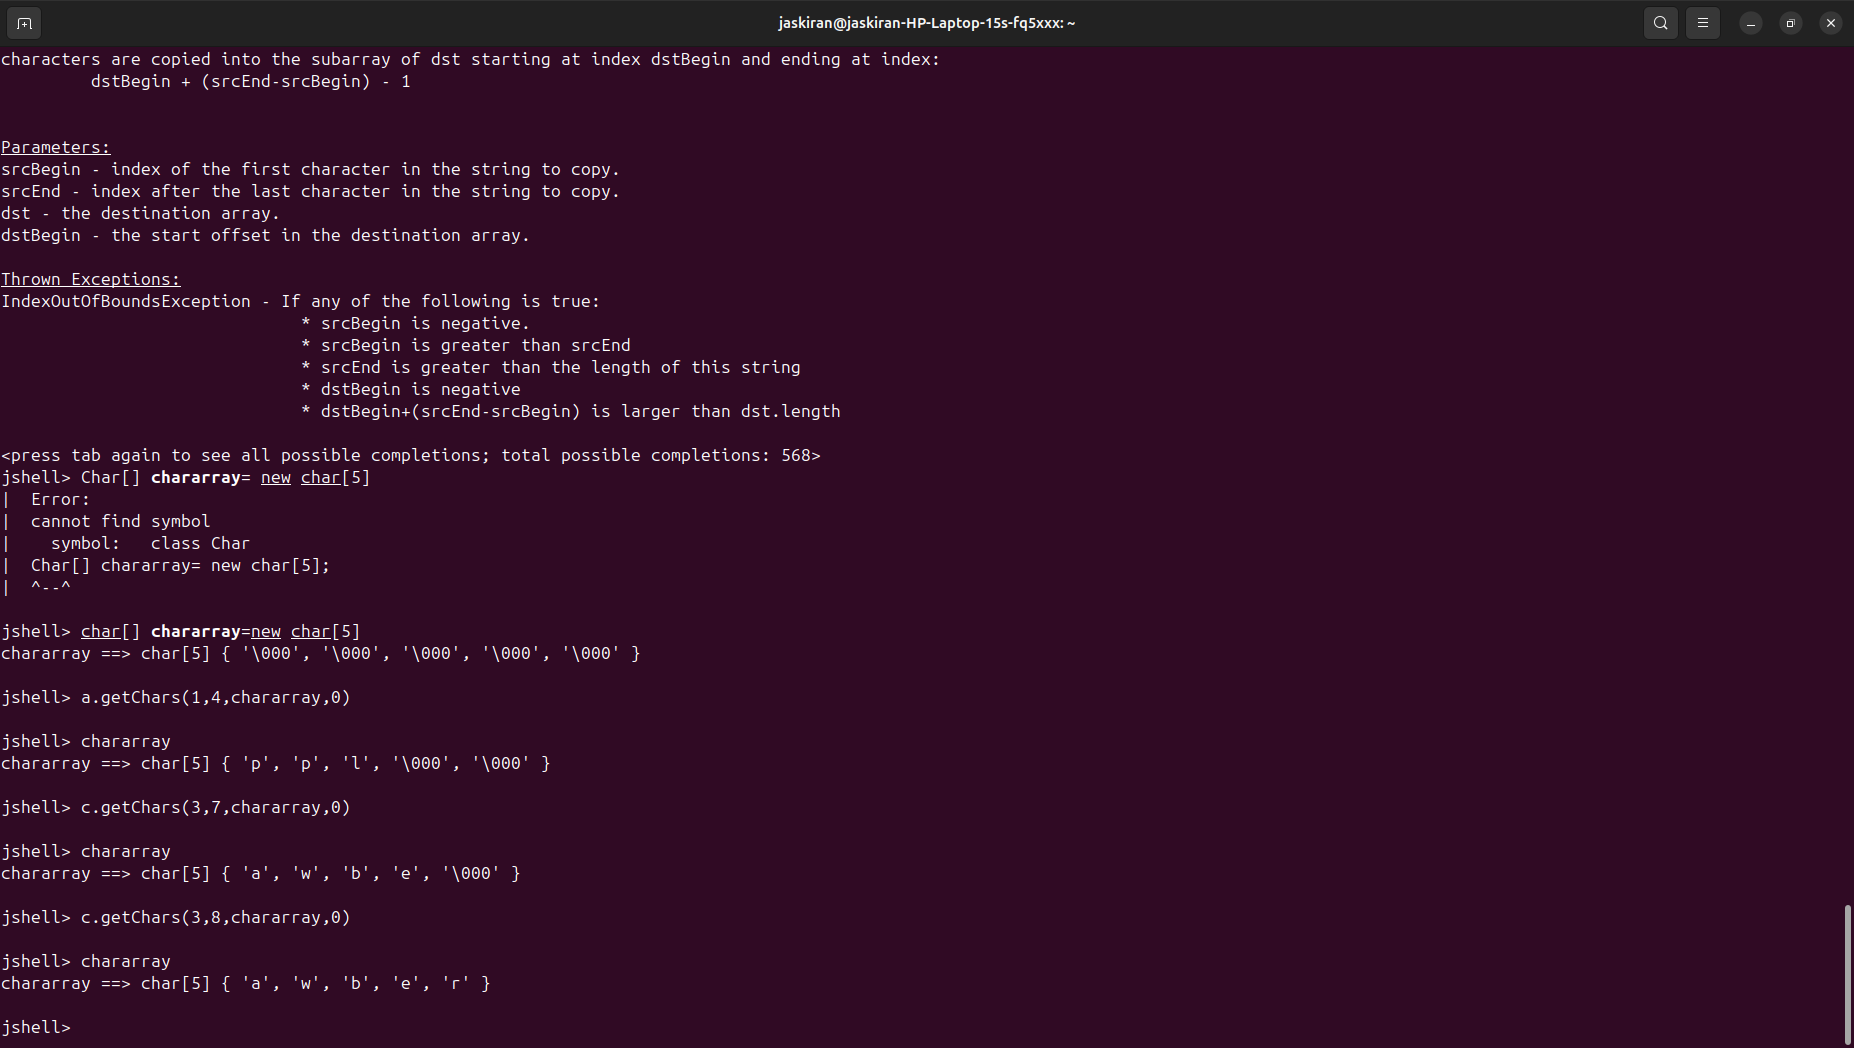 jaskiran@jaskiran-HP-Laptop-15s-fq5xxx: ~
characters are copied into the subarray of dst starting at index dstBegin and ending at index:
         dstBegin + (srcEnd-srcBegin) - 1
Parameters:
srcBegin - index of the first character in the string to copy.
srcEnd - index after the last character in the string to copy.
dst - the destination array.
dstBegin - the start offset in the destination array.
Thrown Exceptions:
IndexOutOfBoundsException - If any of the following is true:
                              * srcBegin is negative.
                              * srcBegin is greater than srcEnd
                              * srcEnd is greater than the length of this string
                              * dstBegin is negative
                              * dstBegin+(srcEnd-srcBegin) is larger than dst.length
<press tab again to see all possible completions; total possible completions: 568>
jshell> Char[] chararray= new char[5]
|  Error:
|  cannot find symbol
|    symbol:   class Char
|  Char[] chararray= new char[5];
|  ^--^
jshell> char[] chararray=new char[5]
chararray ==> char[5] { '\000', '\000', '\000', '\000', '\000' }
jshell> a.getChars(1,4,chararray,0)
jshell> chararray
chararray ==> char[5] { 'p', 'p', 'l', '\000', '\000' }
jshell> c.getChars(3,7,chararray,0)
jshell> chararray
chararray ==> char[5] { 'a', 'w', 'b', 'e', '\000' }
jshell> c.getChars(3,8,chararray,0)
jshell> chararray
chararray ==> char[5] { 'a', 'w', 'b', 'e', 'r' }
jshell>